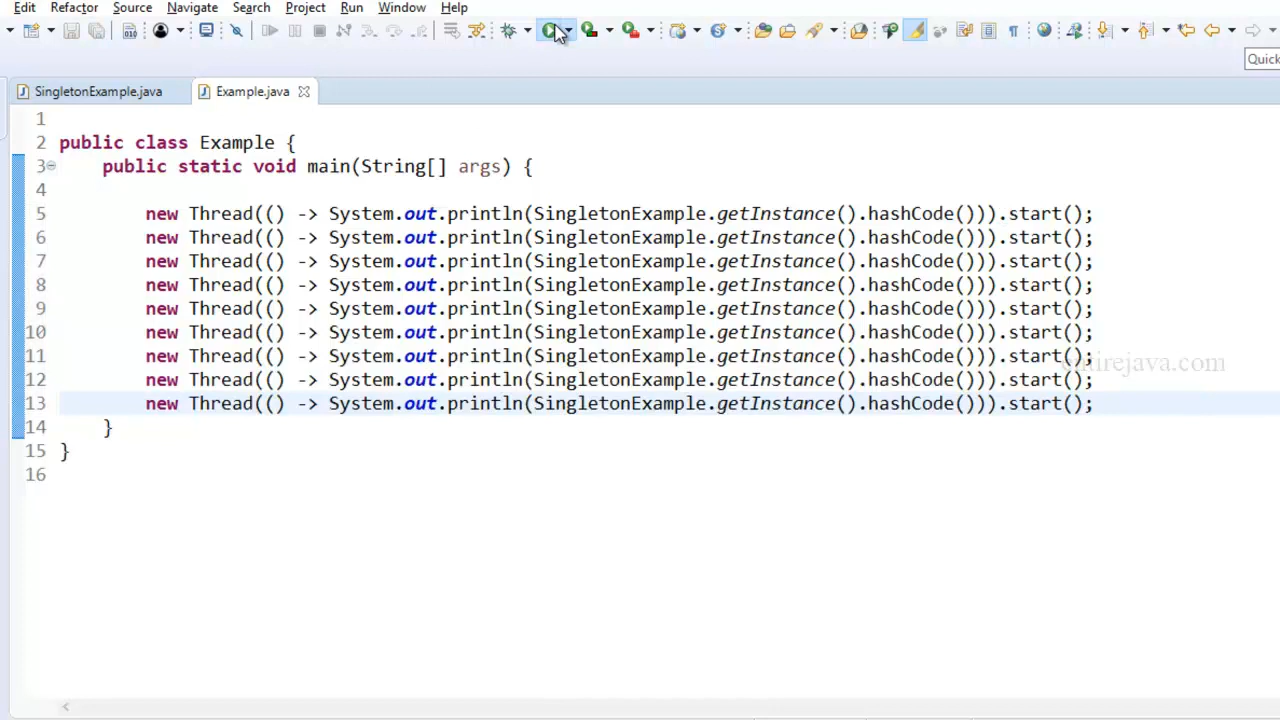 Edit Refactor Source Navigate Search Project Run Window Help
Quick
SingletonExample.java Example.java
1
2 public class Example {
3 public static void main(String[] args) {
4
5 new Thread(() -> System.out.println(SingletonExample.getInstance().hashCode())).start();
6 new Thread(() -> System.out.println(SingletonExample.getInstance().hashCode())).start();
7 new Thread(() -> System.out.println(SingletonExample.getInstance().hashCode())).start();
8 new Thread(() -> System.out.println(SingletonExample.getInstance().hashCode())).start();
9 new Thread(() -> System.out.println(SingletonExample.getInstance().hashCode())).start();
10 new Thread(() -> System.out.println(SingletonExample.getInstance().hashCode())).start();
11 new Thread(() -> System.out.println(SingletonExample.getInstance().hashCode())).start();
entirejava.com
12 new Thread(() -> System.out.println(SingletonExample.getInstance().hashCode())).start();
13 new Thread(() -> System.out.println(SingletonExample.getInstance().hashCode())).start();
14 }
15 }
16